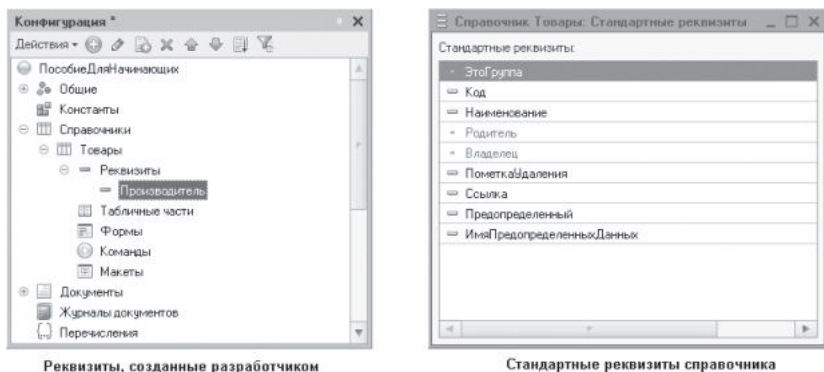 Конфигурация *
Действия
ПособиеДляНачинающих
Общие
Константы
Справочники
Товары
Реквизиты
Производитель
Табличные части
Формы
Команды
Макеты
Документы
Журналы документов
Перечисления
Реквизиты, созданные разработчиком
Справочник Товары: Стандартные реквизиты
Стандартные реквизиты:
ЭтоГруппа
Код
Наименование
Родитель
Владелец
ПометкаУдаления
Ссылка
Предопределенный
ИмяПредопределенныхДанных
Стандартные реквизиты справочника